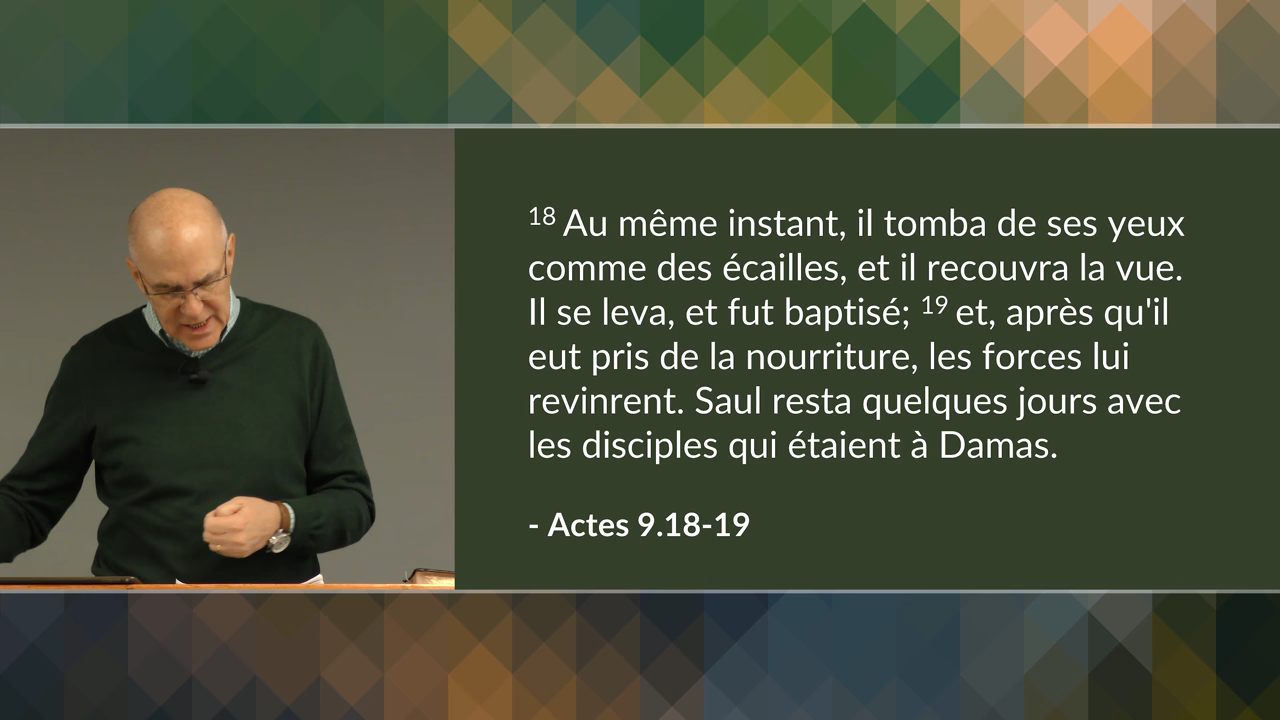 18 Au même instant, il tomba de ses yeux
comme des écailles, et il recouvra la vue.
Il se leva, et fut baptisé; 19 et, après qu'il
eut pris de la nourriture, les forces lui
revinrent. Saul resta quelques jours avec
les disciples qui étaient à Damas.
- Actes 9.18-19